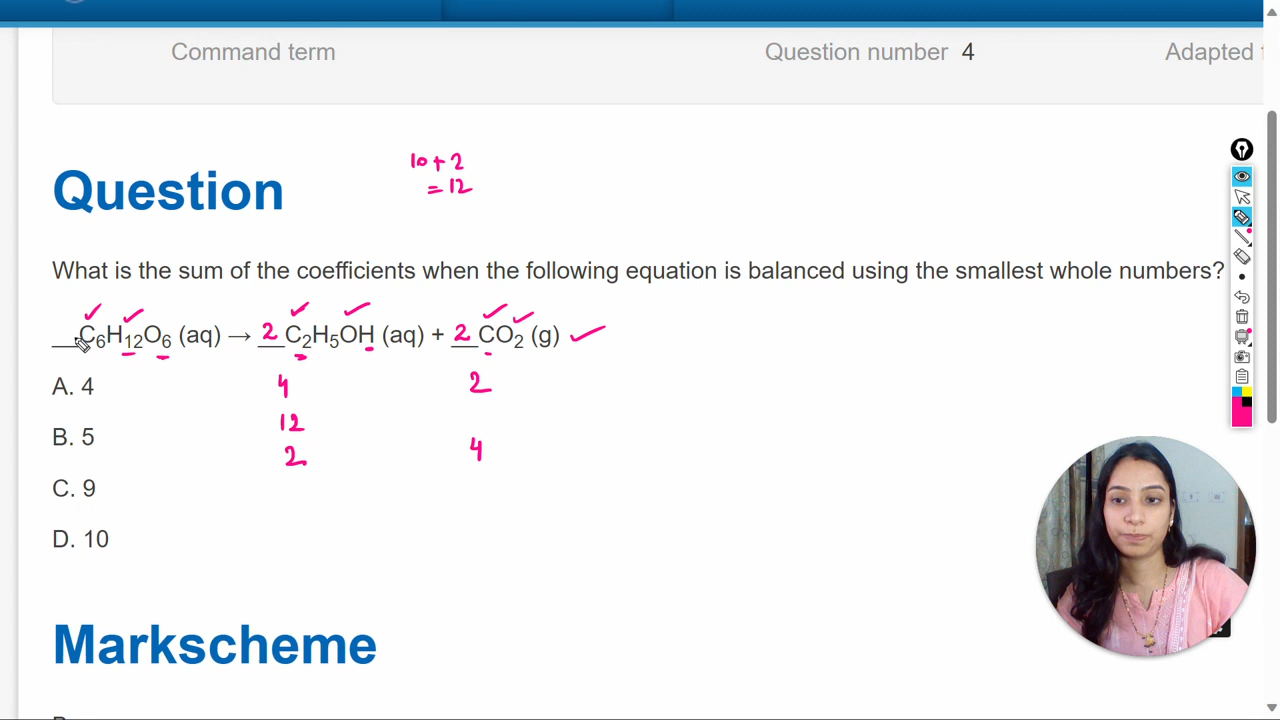 Command term
Question number 4
Adapted
10 + 2
= 12
Question
What is the sum of the coefficients when the following equation is balanced using the smallest whole numbers?
__C₆H₁₂O₆ (aq) → 2 C₂H₅OH (aq) + 2 CO₂ (g)
A. 4
4 2
12
B. 5
2 4
C. 9
D. 10
Markscheme